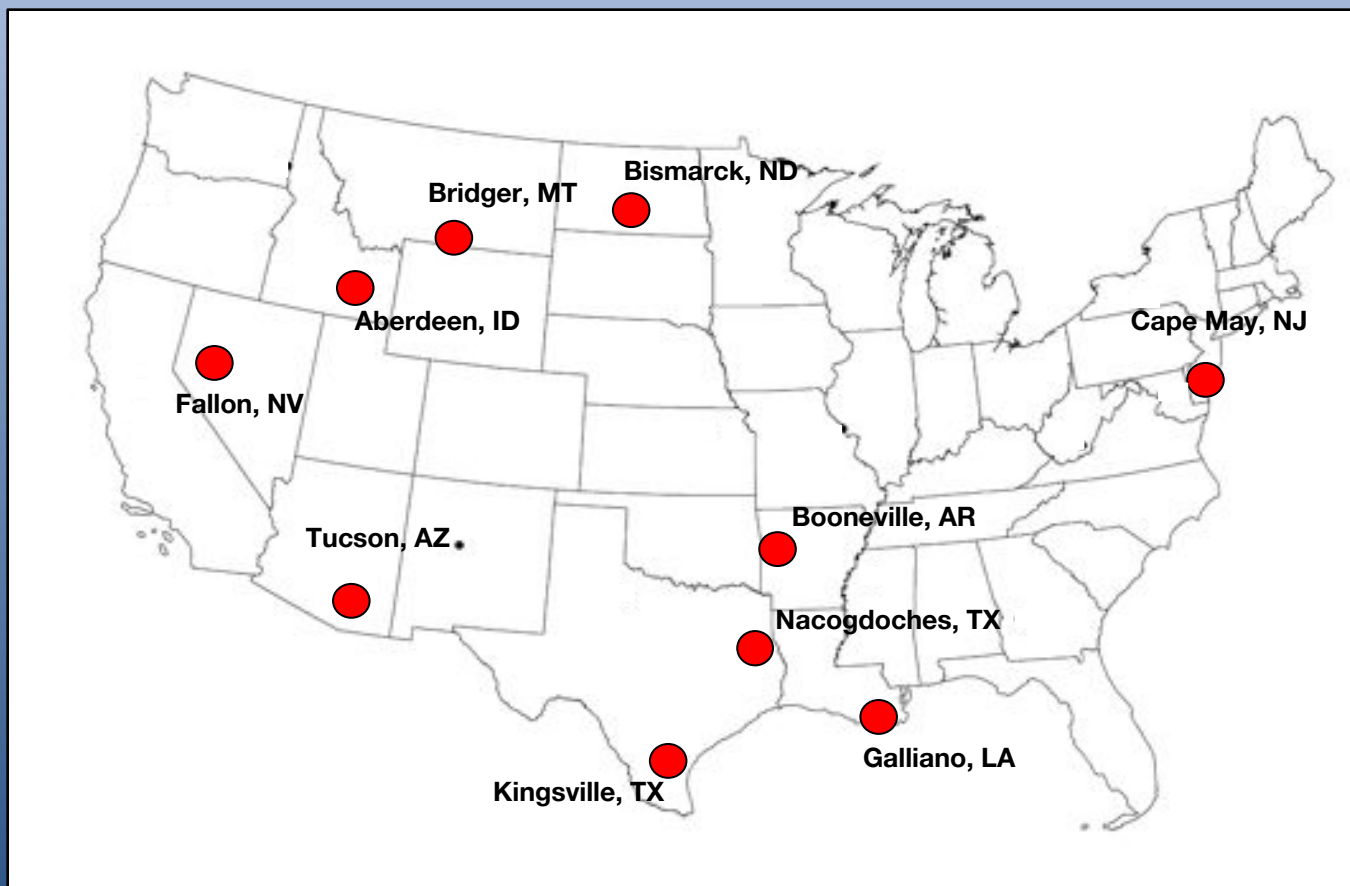 Bismarck, ND
Bridger, MT
Aberdeen, ID
Cape May, NJ
Fallon, NV
Booneville, AR
Tucson, AZ
Nacogdoches, TX
Galliano, LA
Kingsville, TX